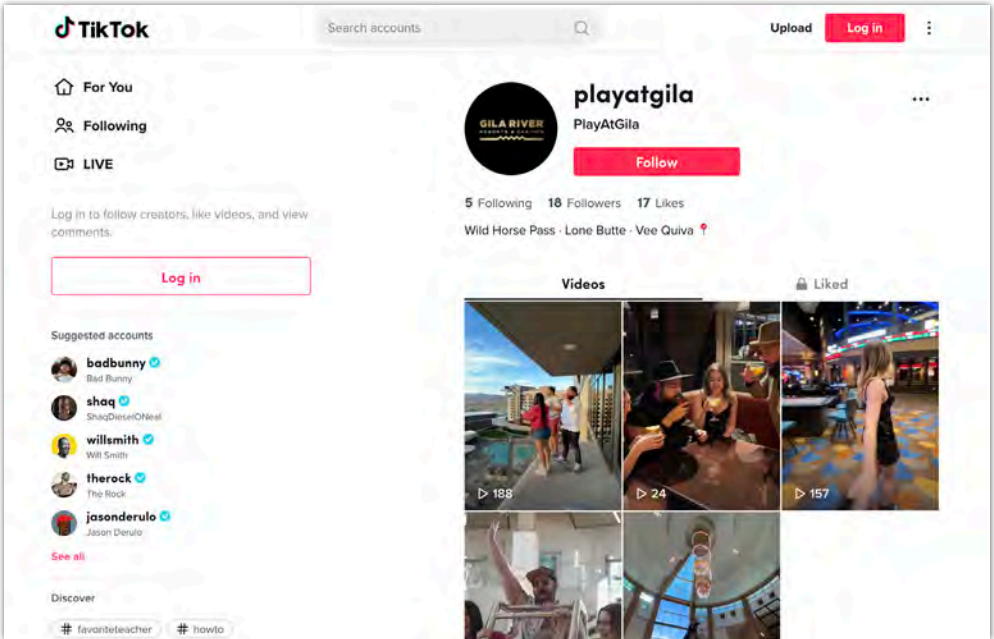 TikTok
Search accounts
Upload
Log in
For You
Following
LIVE
Log in to follow creators, like videos, and view
comments.
Log in
Suggested accounts
badbunny
Bad Bunny
shaq
ShaqDieselONeal
willsmith
Will Smith
therock
The Rock
jasonderulo
Jason Derulo
See all
Discover
# favoriteteacher
# howto
GILA RIVER
RESORTS & CASINOS
playatgila
PlayAtGila
Follow
5 Following 18 Followers 17 Likes
Wild Horse Pass · Lone Butte · Vee Quiva
Videos
Liked
188
24
157